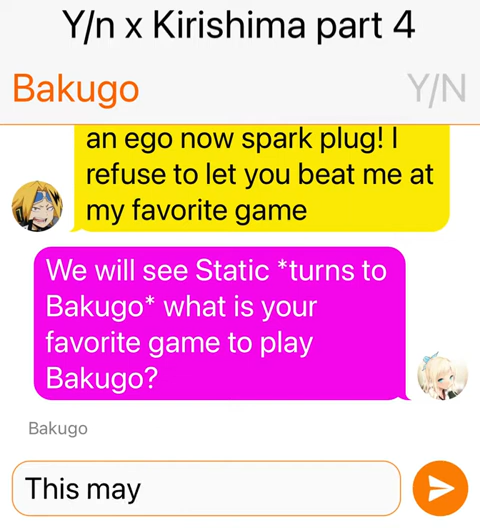 Y/n x Kirishima part 4
Bakugo
Y/N
an ego now spark plug! I
refuse to let you beat me at
my favorite game
We will see Static *turns to
Bakugo* what is your
favorite game to play
Bakugo?
Bakugo
This may